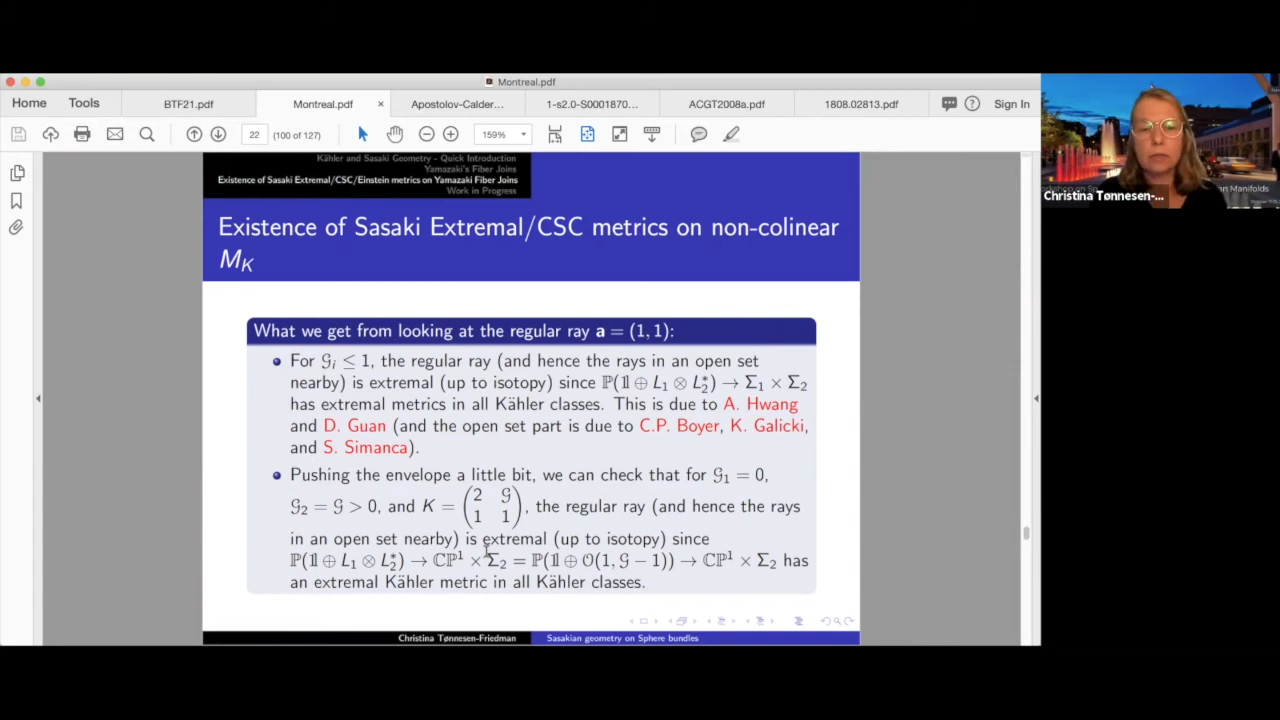 Montreal.pdf
Home Tools BTF21.pdf Montreal.pdf × Apostolov-Calder... 1-s2.0-S0001870... ACGT2008a.pdf 1808.02813.pdf Sign In
22 (100 of 127) 159%
Kähler and Sasaki Geometry - Quick Introduction
Yamazaki's Fiber Joins
Existence of Sasaki Extremal/CSC/Einstein metrics on Yamazaki Fiber Joins
Work in Progress
Existence of Sasaki Extremal/CSC metrics on non-colinear
M_K
What we get from looking at the regular ray a = (1, 1):
For 𝒢_i ≤ 1, the regular ray (and hence the rays in an open set
nearby) is extremal (up to isotopy) since ℙ(𝟙 ⊕ L_1 ⊗ L_2^*) → Σ_1 × Σ_2
has extremal metrics in all Kähler classes. This is due to A. Hwang
and D. Guan (and the open set part is due to C.P. Boyer, K. Galicki,
and S. Simanca).
Pushing the envelope a little bit, we can check that for 𝒢_1 = 0,
𝒢_2 = 𝒢 > 0, and K = (2 𝒢
1 1), the regular ray (and hence the rays
in an open set nearby) is extremal (up to isotopy) since
ℙ(𝟙 ⊕ L_1 ⊗ L_2^*) → ℂℙ^1 × Σ_2 = ℙ(𝟙 ⊕ 𝒪(1, 𝒢 − 1)) → ℂℙ^1 × Σ_2 has
an extremal Kähler metric in all Kähler classes.
Christina Tønnesen-Friedman Sasakian geometry on Sphere bundles
n Manifolds
Christina Tønnesen-...